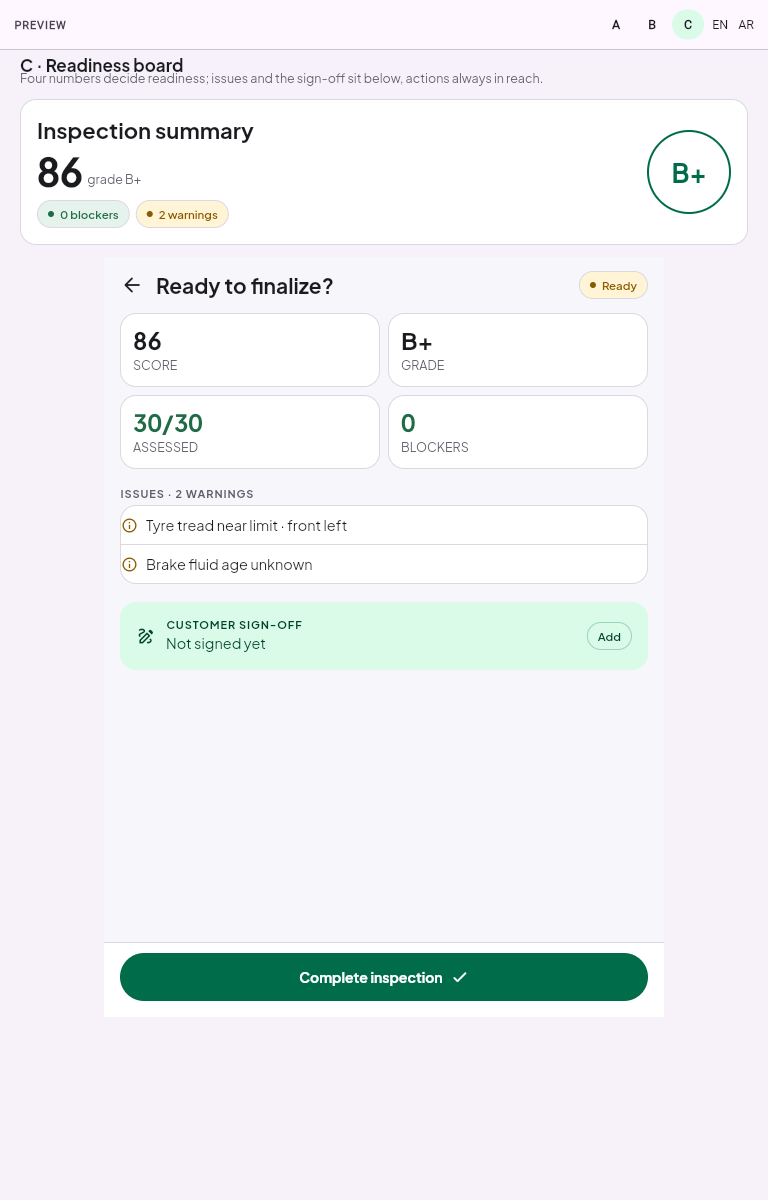 PREVIEW A B C EN AR
C · Readiness board
Four numbers decide readiness; issues and the sign-off sit below, actions always in reach.
Inspection summary
86 grade B+
0 blockers 2 warnings
B+
Ready to finalize? Ready
86
SCORE
B+
GRADE
30/30
ASSESSED
0
BLOCKERS
ISSUES · 2 WARNINGS
Tyre tread near limit · front left
Brake fluid age unknown
CUSTOMER SIGN-OFF
Not signed yet
Add
Complete inspection